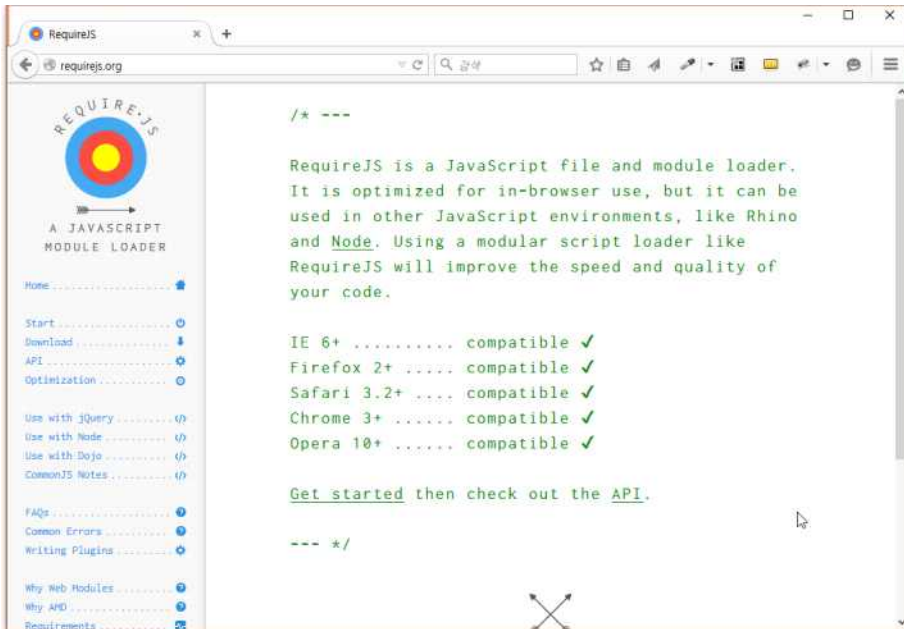 RequireJS
requirejs.org
검색
REQUIRE.JS
A JAVASCRIPT
MODULE LOADER
Home
Start
Download
API
Optimization
Use with jQuery
Use with Node
Use with Dojo
CommonJS Notes
FAQs
Common Errors
Writing Plugins
Why Web Modules
Why AMD
Requirements
/* ---
RequireJS is a JavaScript file and module loader.
It is optimized for in-browser use, but it can be
used in other JavaScript environments, like Rhino
and Node. Using a modular script loader like
RequireJS will improve the speed and quality of
your code.
IE 6+ .......... compatible ✔
Firefox 2+ ..... compatible ✔
Safari 3.2+ .... compatible ✔
Chrome 3+ ...... compatible ✔
Opera 10+ ...... compatible ✔
Get started then check out the API.
--- */